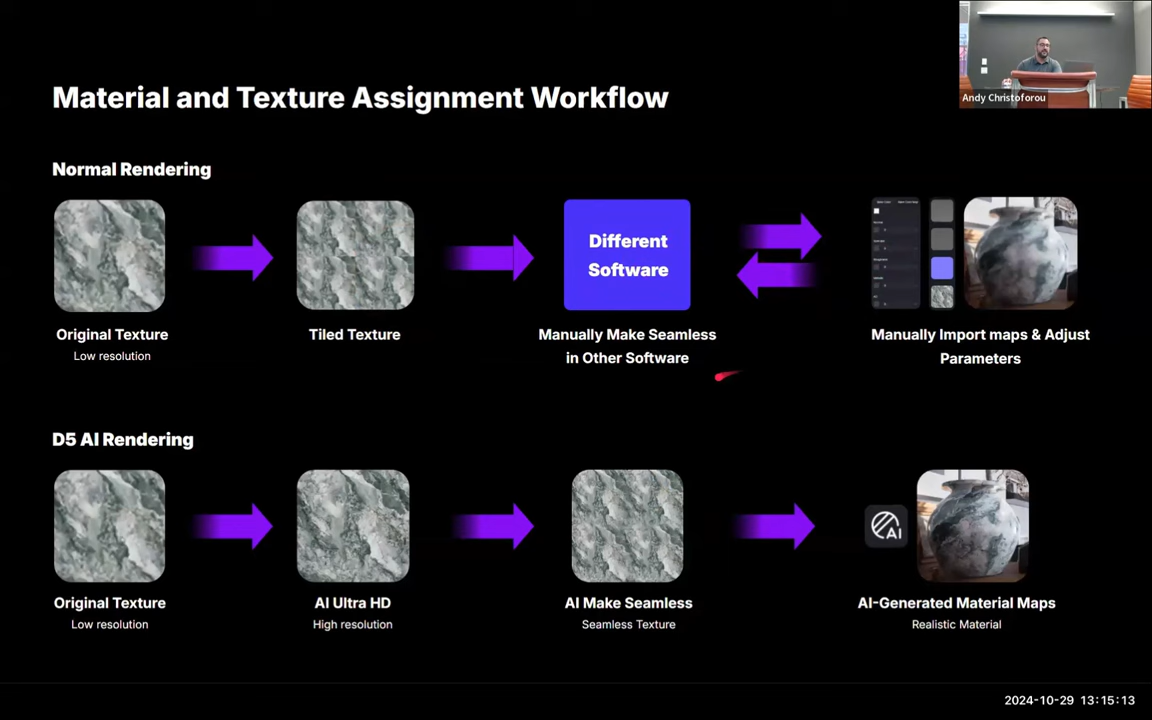 Andy Christoforou
Material and Texture Assignment Workflow
Normal Rendering
Different
Software
Original Texture
Low resolution
Tiled Texture
Manually Make Seamless
in Other Software
Manually Import maps & Adjust
Parameters
D5 AI Rendering
AI
Original Texture
Low resolution
AI Ultra HD
High resolution
AI Make Seamless
Seamless Texture
AI-Generated Material Maps
Realistic Material
2024-10-29 13:15:13